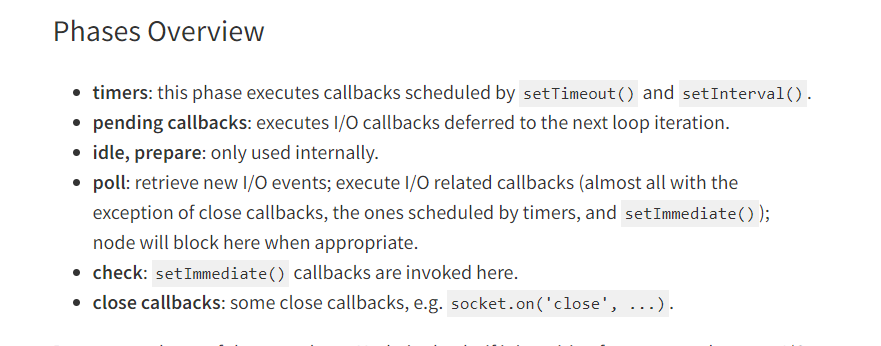 Phases Overview
• timers: this phase executes callbacks scheduled by setTimeout() and setInterval().
• pending callbacks: executes I/O callbacks deferred to the next loop iteration.
• idle, prepare: only used internally.
• poll: retrieve new I/O events; execute I/O related callbacks (almost all with the
exception of close callbacks, the ones scheduled by timers, and setImmediate());
node will block here when appropriate.
• check: setImmediate() callbacks are invoked here.
• close callbacks: some close callbacks, e.g. socket.on('close', ...).